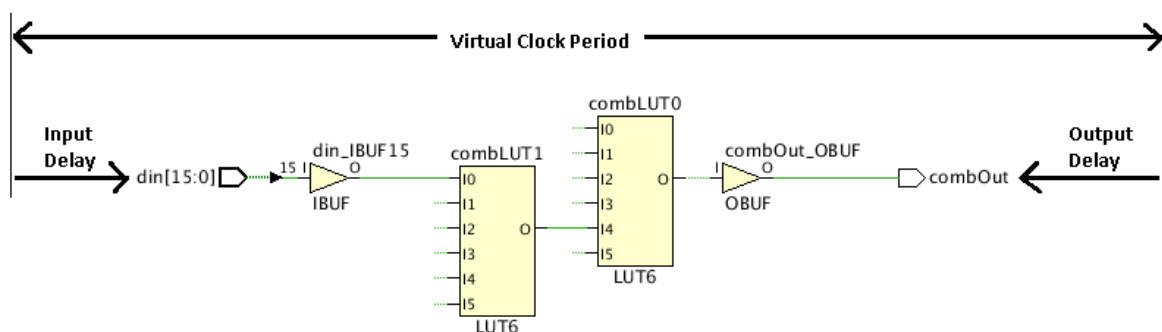 Virtual Clock Period
combLUT0
Input
Delay
din[15:0]
15
I
O
din_IBUF15
IBUF
combLUT1
I0
I1
I2
I3
I4
I5
O
LUT6
I0
I1
I2
I3
I4
I5
O
LUT6
combOut_OBUF
I
O
OBUF
combOut
Output
Delay